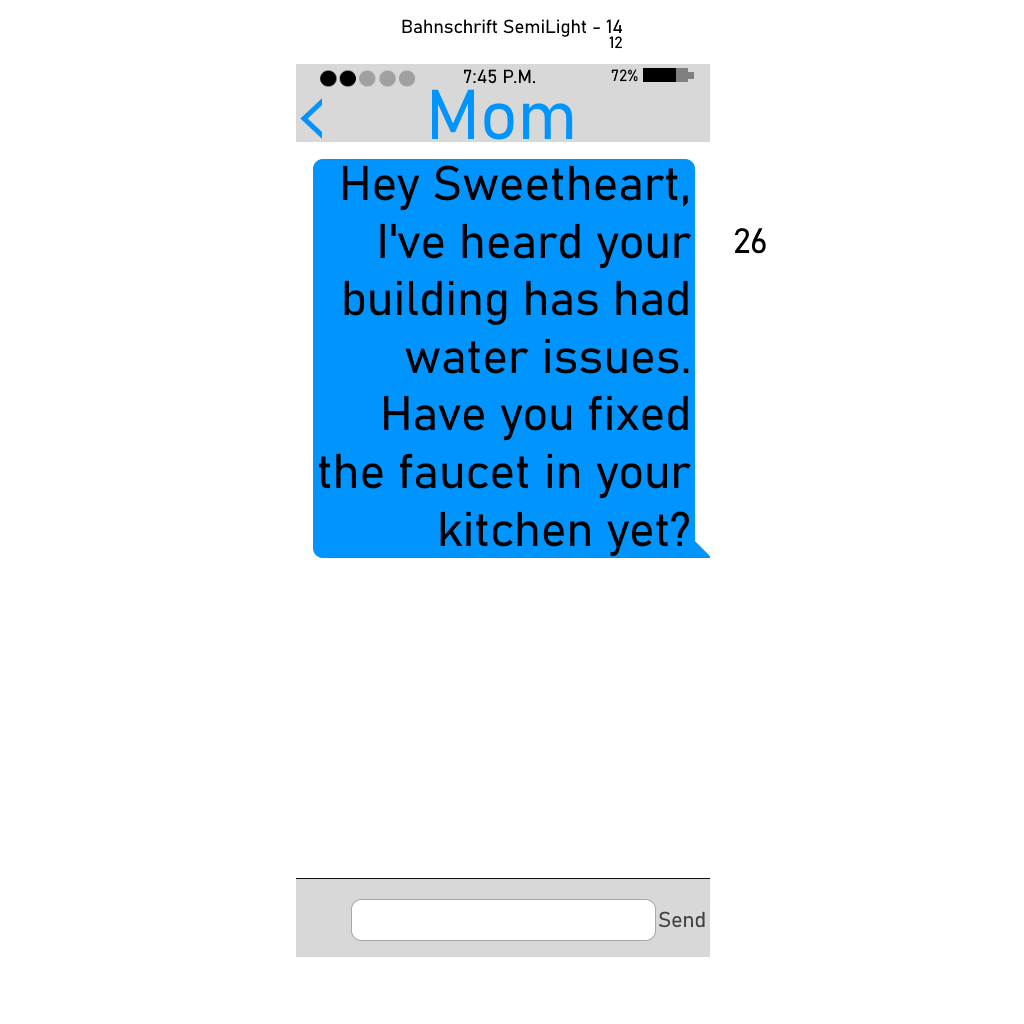 Bahnschrift SemiLight - 14
12
7:45 P.M.
72%
Mom
Hey Sweetheart,
I've heard your
26
building has had
water issues.
Have you fixed
the faucet in your
kitchen yet?
Send